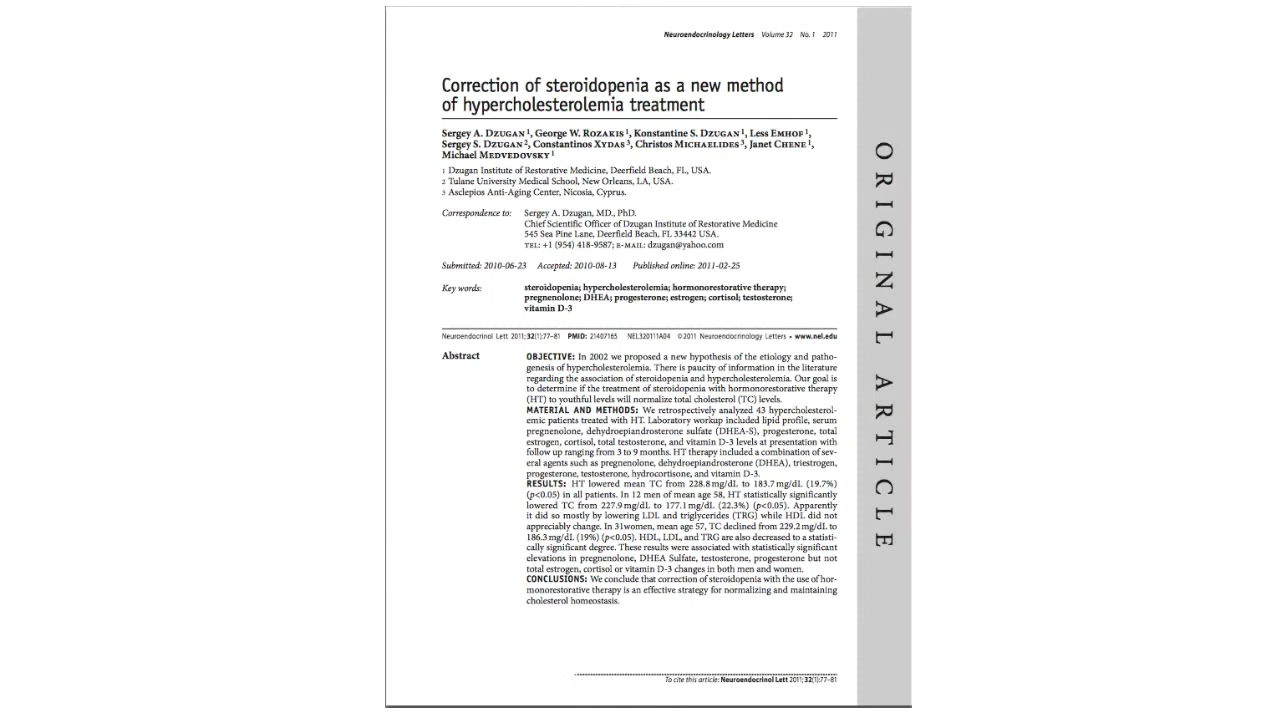 Neuroendocrinology Letters Volume 32 No. 1 2011
Correction of steroidopenia as a new method
of hypercholesterolemia treatment
Sergey A. Dzugan 1, George W. Rozakis 1, Konstantine S. Dzugan 1, Less Emhof 1,
Sergey S. Dzugan 2, Constantinos Xydas 3, Christos Michaelides 3, Janet Chene 1,
Michael Medvedovsky 1
1 Dzugan Institute of Restorative Medicine, Deerfield Beach, FL, USA.
2 Tulane University Medical School, New Orleans, LA, USA.
3 Asclepios Anti-Aging Center, Nicosia, Cyprus.
Correspondence to: Sergey A. Dzugan, MD., PhD.
Chief Scientific Officer of Dzugan Institute of Restorative Medicine
545 Sea Pine Lane, Deerfield Beach, FL 33442 USA.
TEL: +1 (954) 418-9587; E-MAIL: dzugan@yahoo.com
Submitted: 2010-06-23 Accepted: 2010-08-13 Published online: 2011-02-25
Key words: steroidopenia; hypercholesterolemia; hormonorestorative therapy;
pregnenolone; DHEA; progesterone; estrogen; cortisol; testosterone;
vitamin D-3
Neuroendocrinol Lett 2011; 32(1):77–81 PMID: 21407165 NEL320111A04 © 2011 Neuroendocrinology Letters • www.nel.edu
Abstract OBJECTIVE: In 2002 we proposed a new hypothesis of the etiology and patho-
genesis of hypercholesterolemia. There is paucity of information in the literature
regarding the association of steroidopenia and hypercholesterolemia. Our goal is
to determine if the treatment of steroidopenia with hormonorestorative therapy
(HT) to youthful levels will normalize total cholesterol (TC) levels.
MATERIAL AND METHODS: We retrospectively analyzed 43 hypercholesterol-
emic patients treated with HT. Laboratory workup included lipid profile, serum
pregnenolone, dehydroepiandrosterone sulfate (DHEA-S), progesterone, total
estrogen, cortisol, total testosterone, and vitamin D-3 levels at presentation with
follow up ranging from 3 to 9 months. HT therapy included a combination of sev-
eral agents such as pregnenolone, dehydroepiandrosterone (DHEA), triestrogen,
progesterone, testosterone, hydrocortisone, and vitamin D-3.
RESULTS: HT lowered mean TC from 228.8 mg/dL to 183.7 mg/dL (19.7%)
(p<0.05) in all patients. In 12 men of mean age 58, HT statistically significantly
lowered TC from 227.9 mg/dL to 177.1 mg/dL (22.3%) (p<0.05). Apparently
it did so mostly by lowering LDL and triglycerides (TRG) while HDL did not
appreciably change. In 31women, mean age 57, TC declined from 229.2 mg/dL to
186.3 mg/dL (19%) (p<0.05). HDL, LDL, and TRG are also decreased to a statisti-
cally significant degree. These results were associated with statistically significant
elevations in pregnenolone, DHEA Sulfate, testosterone, progesterone but not
total estrogen, cortisol or vitamin D-3 changes in both men and women.
CONCLUSIONS: We conclude that correction of steroidopenia with the use of hor-
monorestorative therapy is an effective strategy for normalizing and maintaining
cholesterol homeostasis.
To cite this article: Neuroendocrinol Lett 2011; 32(1):77–81
ORIGINAL ARTICLE